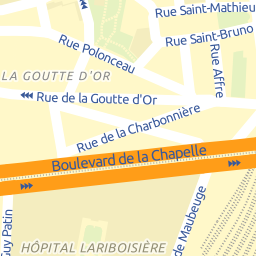 Rue Saint-Mathieu
Rue Saint-Bruno
Rue Polonceau
Rue Affre
LA GOUTTE D'OR
Rue de la Goutte d'Or
Rue de la Charbonnière
Boulevard de la Chapelle
Guy Patin
de Maubeuge
HÔPITAL LARIBOISIÈRE